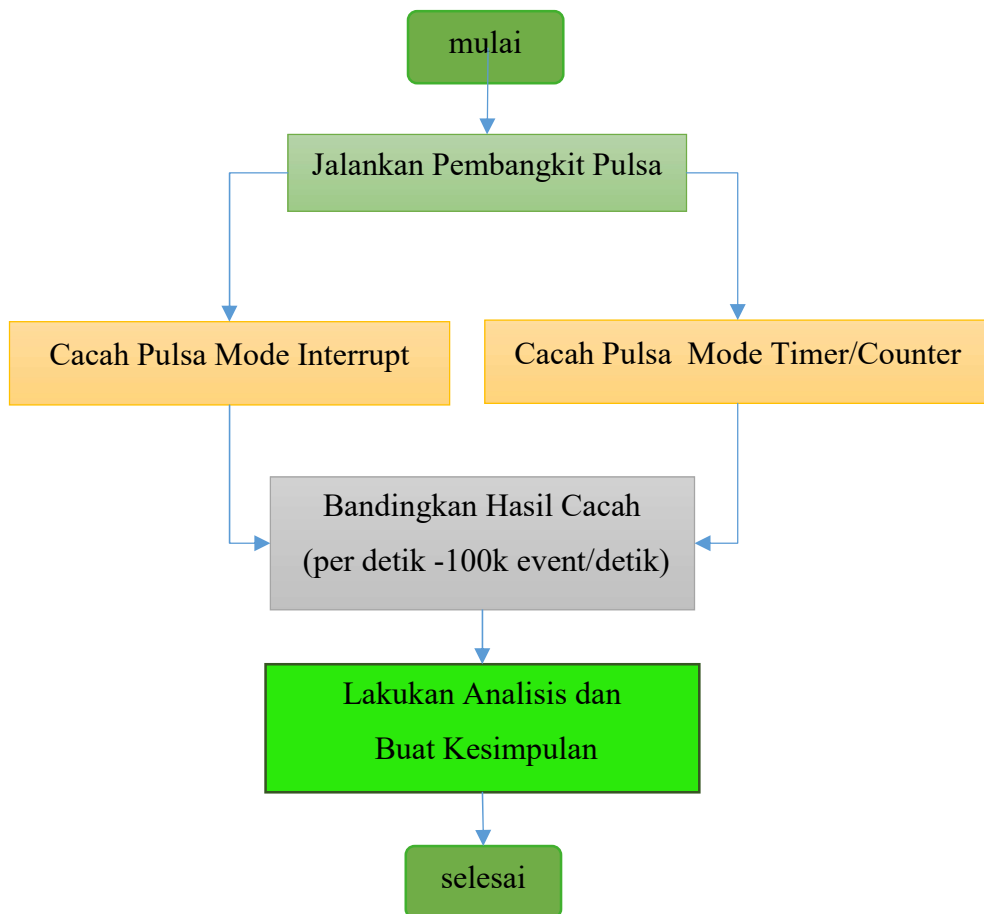 mulai
Jalankan Pembangkit Pulsa
Cacah Pulsa Mode Interrupt
Cacah Pulsa  Mode Timer/Counter
Bandingkan Hasil Cacah
(per detik -100k event/detik)
Lakukan Analisis dan
Buat Kesimpulan
selesai